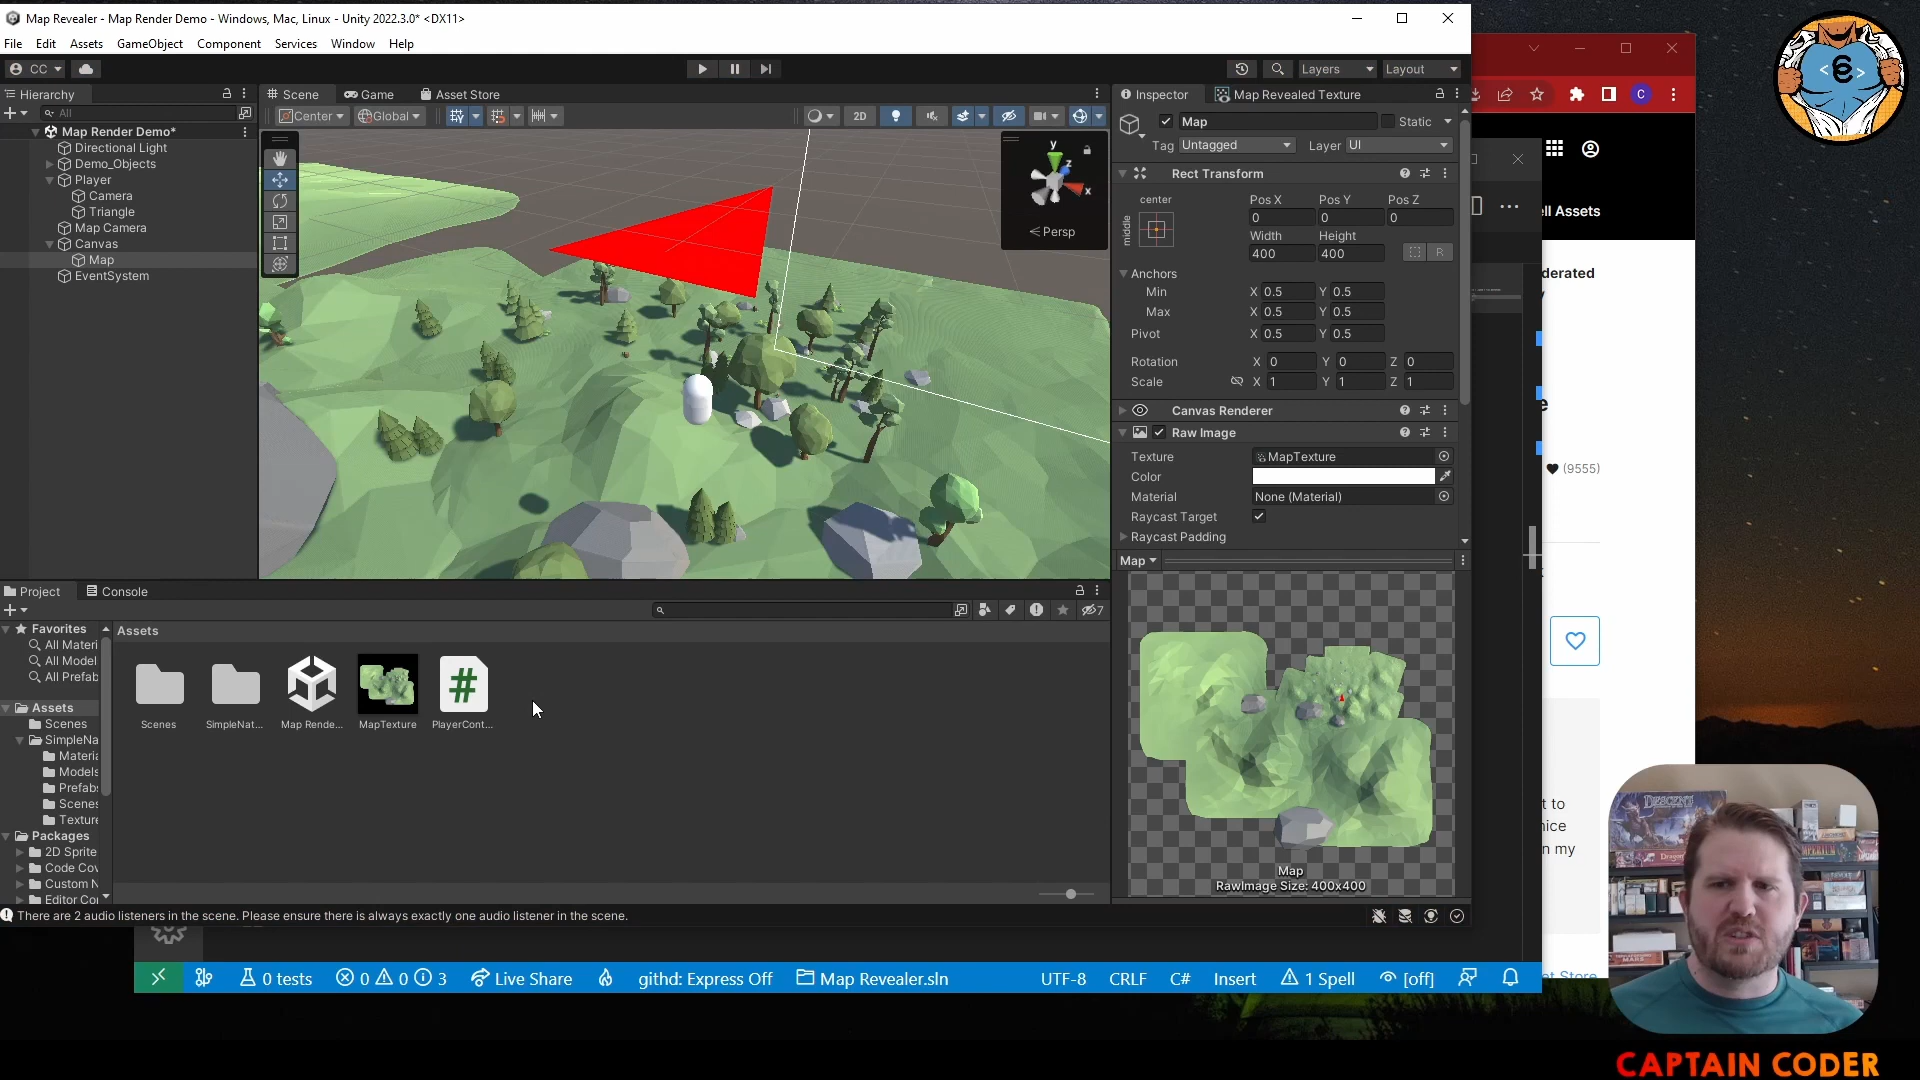 Map Revealer - Map Render Demo - Windows, Mac, Linux - Unity 2022.3.0* <DX11>
File Edit Assets GameObject Component Services Window Help
CC Layers Layout
Hierarchy
All
Map Render Demo*
Directional Light
Demo_Objects
Player
Camera
Triangle
Map Camera
Canvas
Map
EventSystem
Scene Game Asset Store
Center Global 2D
y
z
x
Persp
Inspector Map Revealed Texture
Map Static
Tag Untagged Layer UI
Rect Transform
center Pos X Pos Y Pos Z
middle 0 0 0
Width Height
400 400 R
Anchors
Min X 0.5 Y 0.5
Max X 0.5 Y 0.5
Pivot X 0.5 Y 0.5
Rotation X 0 Y 0 Z 0
Scale X 1 Y 1 Z 1
Canvas Renderer
Raw Image
Texture MapTexture
Color
Material None (Material)
Raycast Target
Raycast Padding
Map
Map
RawImage Size: 400x400
Project Console
7
Favorites
All Materi
All Model
All Prefab
Assets
Scenes
SimpleNa
Materia
Models
Prefabs
Scenes
Texture
Packages
2D Sprite
Code Cov
Custom N
Editor Co
Assets
Scenes SimpleNat... Map Rende... MapTexture PlayerCont...
There are 2 audio listeners in the scene. Please ensure there is always exactly one audio listener in the scene.
0 tests 0 0 3 Live Share githd: Express Off Map Revealer.sln UTF-8 CRLF C# Insert 1 Spell [off]
C
ll Assets
derated
(9555)
t to
nice
n my
et Store
DESCENT
CAPTAIN CODER